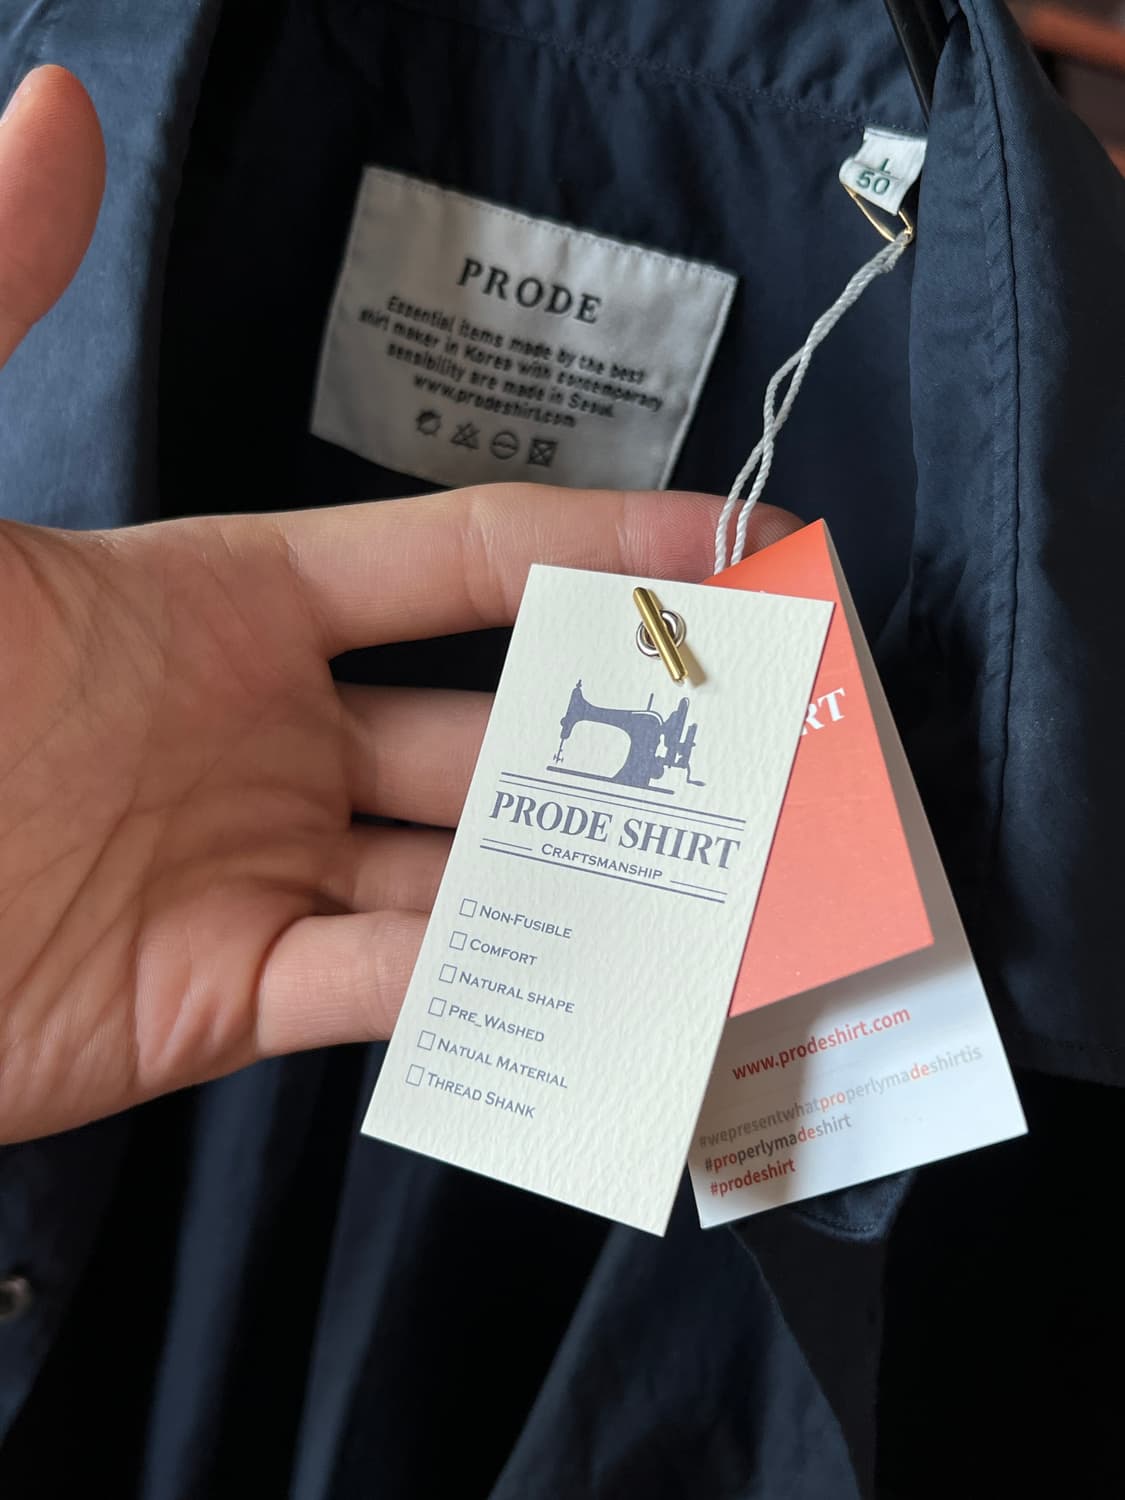 L
50
PRODE
Essential items made by the best
shirt maker in Korea with contemporary
sensibility are made in Seoul.
www.prodeshirt.com
PRODE SHIRT
CRAFTSMANSHIP
NON-FUSIBLE
COMFORT
NATURAL SHAPE
PRE_WASHED
NATUAL MATERIAL
THREAD SHANK
RT
www.prodeshirt.com
#wepresentwhatproperlymadeshirtis
#properlymadeshirt
#prodeshirt